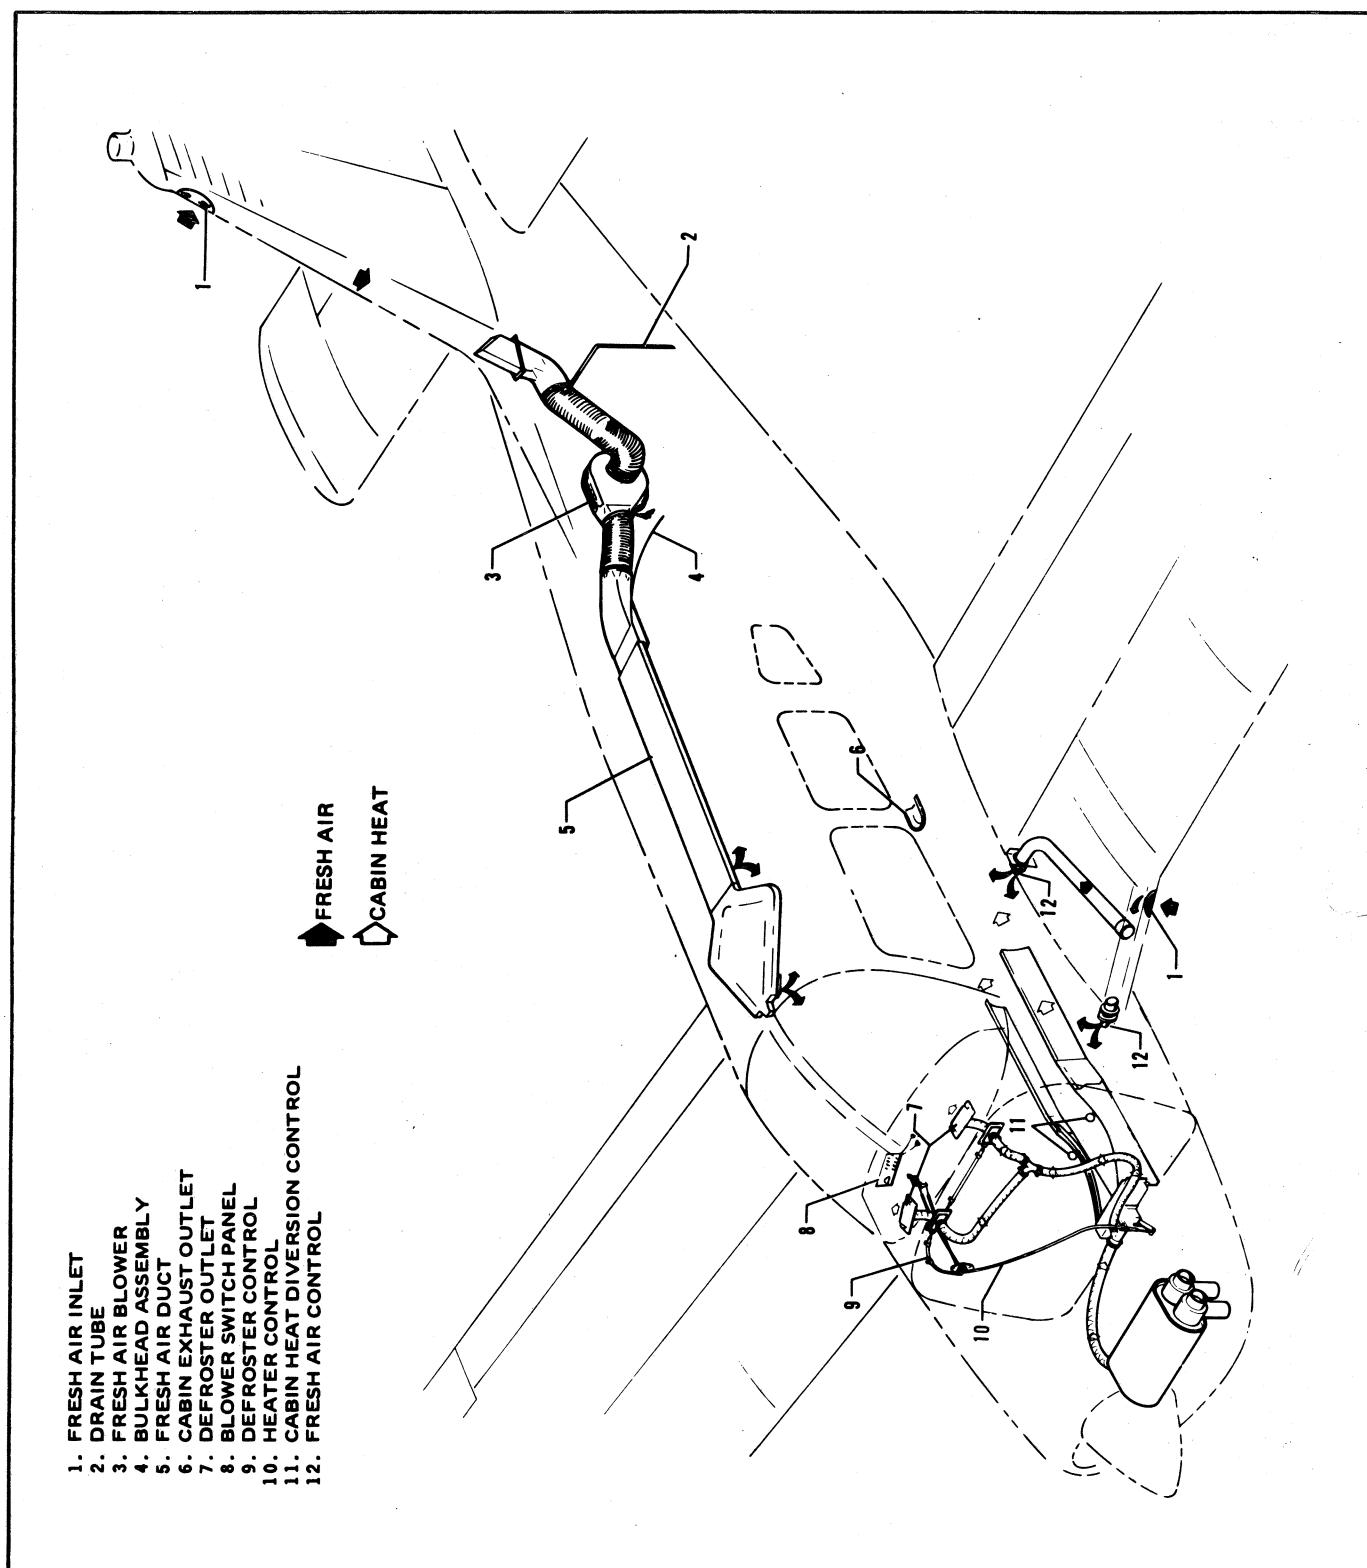 1. FRESH AIR INLET
2. DRAIN TUBE
3. FRESH AIR BLOWER
4. BULKHEAD ASSEMBLY
5. FRESH AIR DUCT
6. CABIN EXHAUST OUTLET
7. DEFROSTER OUTLET
8. BLOWER SWITCH PANEL
9. DEFROSTER CONTROL
10. HEATER CONTROL
11. CABIN HEAT DIVERSION CONTROL
12. FRESH AIR CONTROL
FRESH AIR
CABIN HEAT
1
2
3
4
5
6
7
8
9
10
11
12
12
1